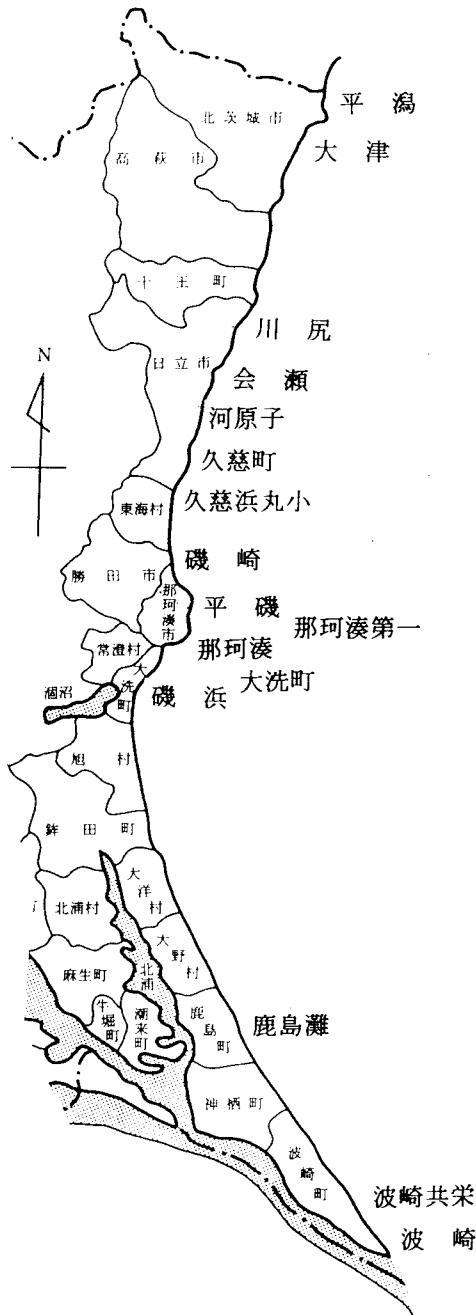 平潟
北茨城市
大津
高萩市
十王町
川尻
日立市
会瀬
N
河原子
久慈町
東海村
久慈浜丸小
磯崎
勝田市
那珂湊市
平磯
那珂湊第一
常澄村
那珂湊
大洗町
大洗町
磯浜
涸沼
旭村
鉾田町
大洋村
北浦村
大野村
麻生町
北浦
牛堀町
潮来町
鹿島町
鹿島灘
神栖町
波崎町
波崎共栄
波崎